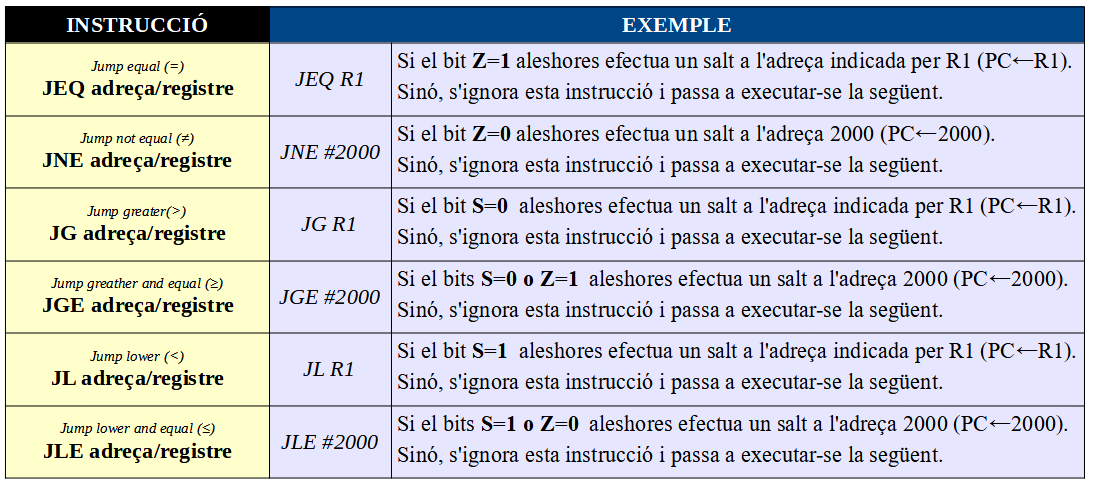 INSTRUCCIÓ EXEMPLE
Jump equal (=)
JEQ adreça/registre
JEQ R1
Si el bit Z=1 aleshores efectua un salt a l'adreça indicada per R1 (PC←R1).
Sinó, s'ignora esta instrucció i passa a executar-se la següent.
Jump not equal (≠)
JNE adreça/registre
JNE #2000
Si el bit Z=0 aleshores efectua un salt a l'adreça 2000 (PC←2000).
Sinó, s'ignora esta instrucció i passa a executar-se la següent.
Jump greater(>)
JG adreça/registre
JG R1
Si el bit S=0 aleshores efectua un salt a l'adreça indicada per R1 (PC←R1).
Sinó, s'ignora esta instrucció i passa a executar-se la següent.
Jump greather and equal (≥)
JGE adreça/registre
JGE #2000
Si el bits S=0 o Z=1 aleshores efectua un salt a l'adreça 2000 (PC←2000).
Sinó, s'ignora esta instrucció i passa a executar-se la següent.
Jump lower (<)
JL adreça/registre
JL R1
Si el bit S=1 aleshores efectua un salt a l'adreça indicada per R1 (PC←R1).
Sinó, s'ignora esta instrucció i passa a executar-se la següent.
Jump lower and equal (≤)
JLE adreça/registre
JLE #2000
Si el bits S=1 o Z=0 aleshores efectua un salt a l'adreça 2000 (PC←2000).
Sinó, s'ignora esta instrucció i passa a executar-se la següent.